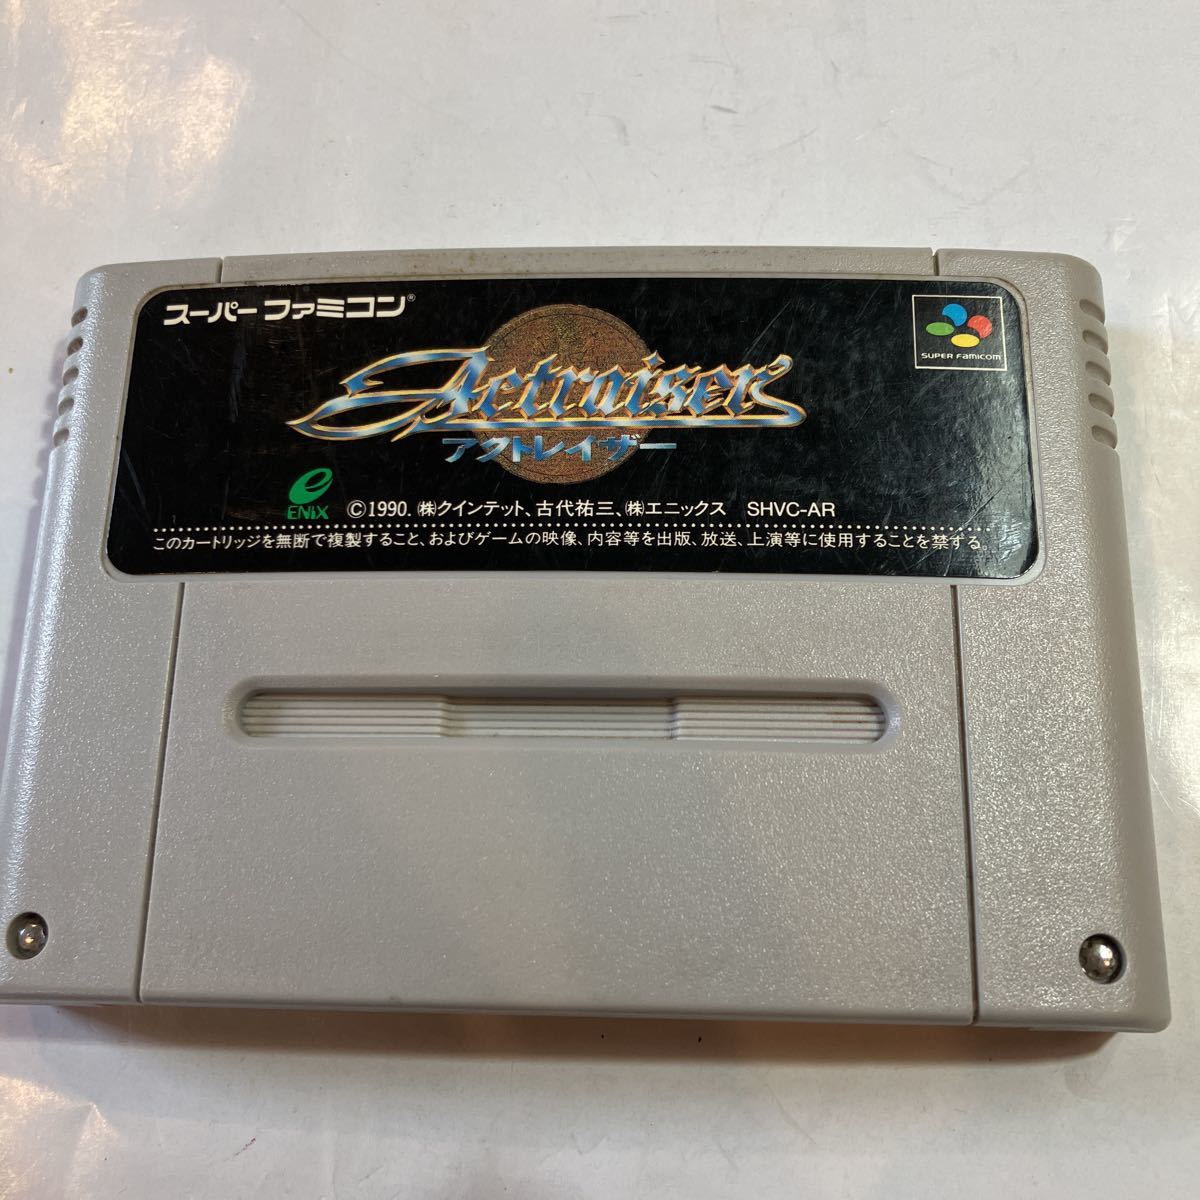 スーパーファミコン®
SUPER FAMICOM
Actraiser
アクトレイザー
ENIX
©1990. ㈱クインテット、古代祐三、㈱エニックス SHVC-AR
このカートリッジを無断で複製すること、およびゲームの映像、内容等を出版、放送、上演等に使用することを禁ずる。